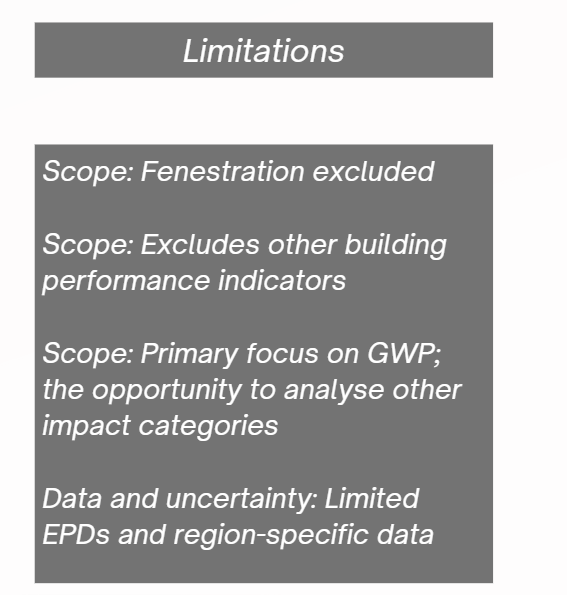 Limitations
Scope: Fenestration excluded
Scope: Excludes other building
performance indicators
Scope: Primary focus on GWP;
the opportunity to analyse other
impact categories
Data and uncertainty: Limited
EPDs and region-specific data